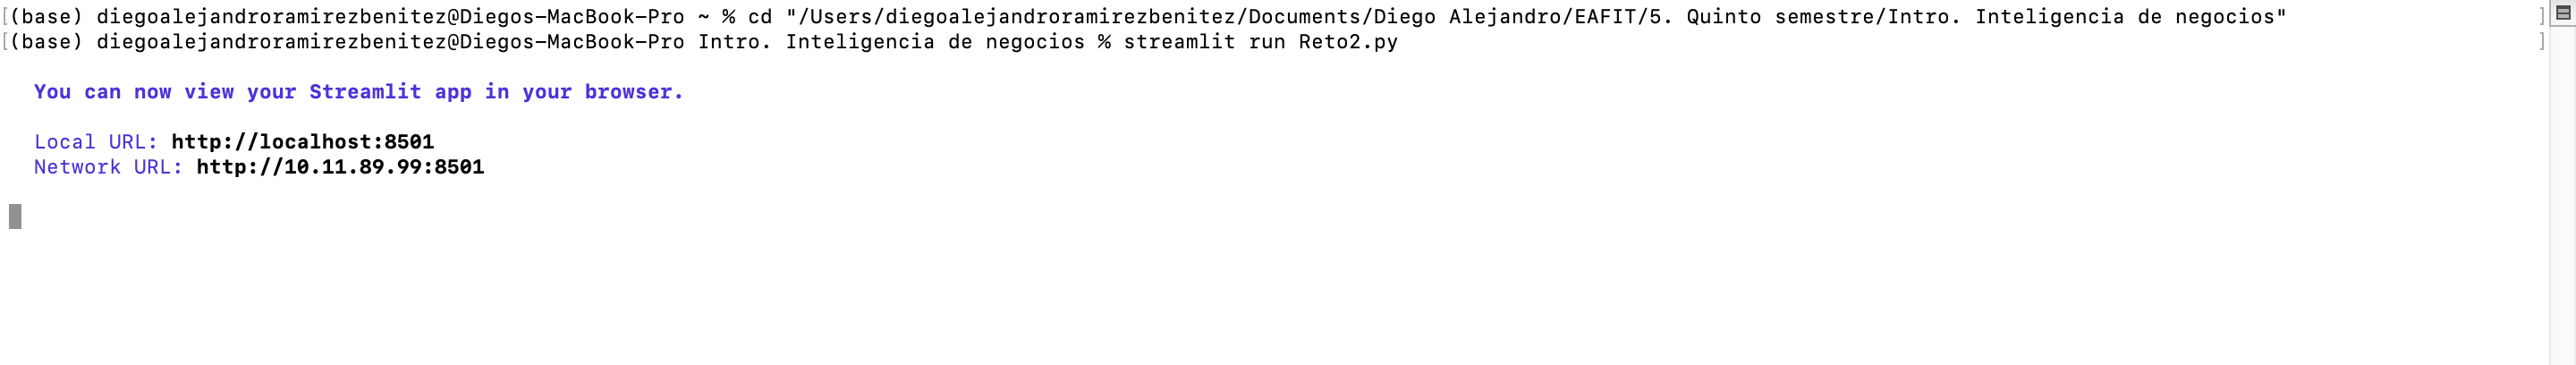 [(base) diegoalejandroramirezbenitez@Diegos-MacBook-Pro ~ % cd "/Users/diegoalejandroramirezbenitez/Documents/Diego Alejandro/EAFIT/5. Quinto semestre/Intro. Inteligencia de negocios" ]
[(base) diegoalejandroramirezbenitez@Diegos-MacBook-Pro Intro. Inteligencia de negocios % streamlit run Reto2.py ]
You can now view your Streamlit app in your browser.
Local URL: http://localhost:8501
Network URL: http://10.11.89.99:8501